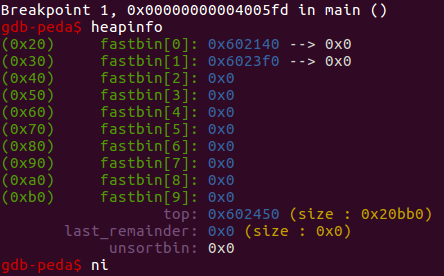 Breakpoint 1, 0x00000000004005fd in main ()
gdb-peda$ heapinfo
(0x20)     fastbin[0]: 0x602140 --> 0x0
(0x30)     fastbin[1]: 0x6023f0 --> 0x0
(0x40)     fastbin[2]: 0x0
(0x50)     fastbin[3]: 0x0
(0x60)     fastbin[4]: 0x0
(0x70)     fastbin[5]: 0x0
(0x80)     fastbin[6]: 0x0
(0x90)     fastbin[7]: 0x0
(0xa0)     fastbin[8]: 0x0
(0xb0)     fastbin[9]: 0x0
top: 0x602450 (size : 0x20bb0)
last_remainder: 0x0 (size : 0x0)
unsortbin: 0x0
gdb-peda$ ni